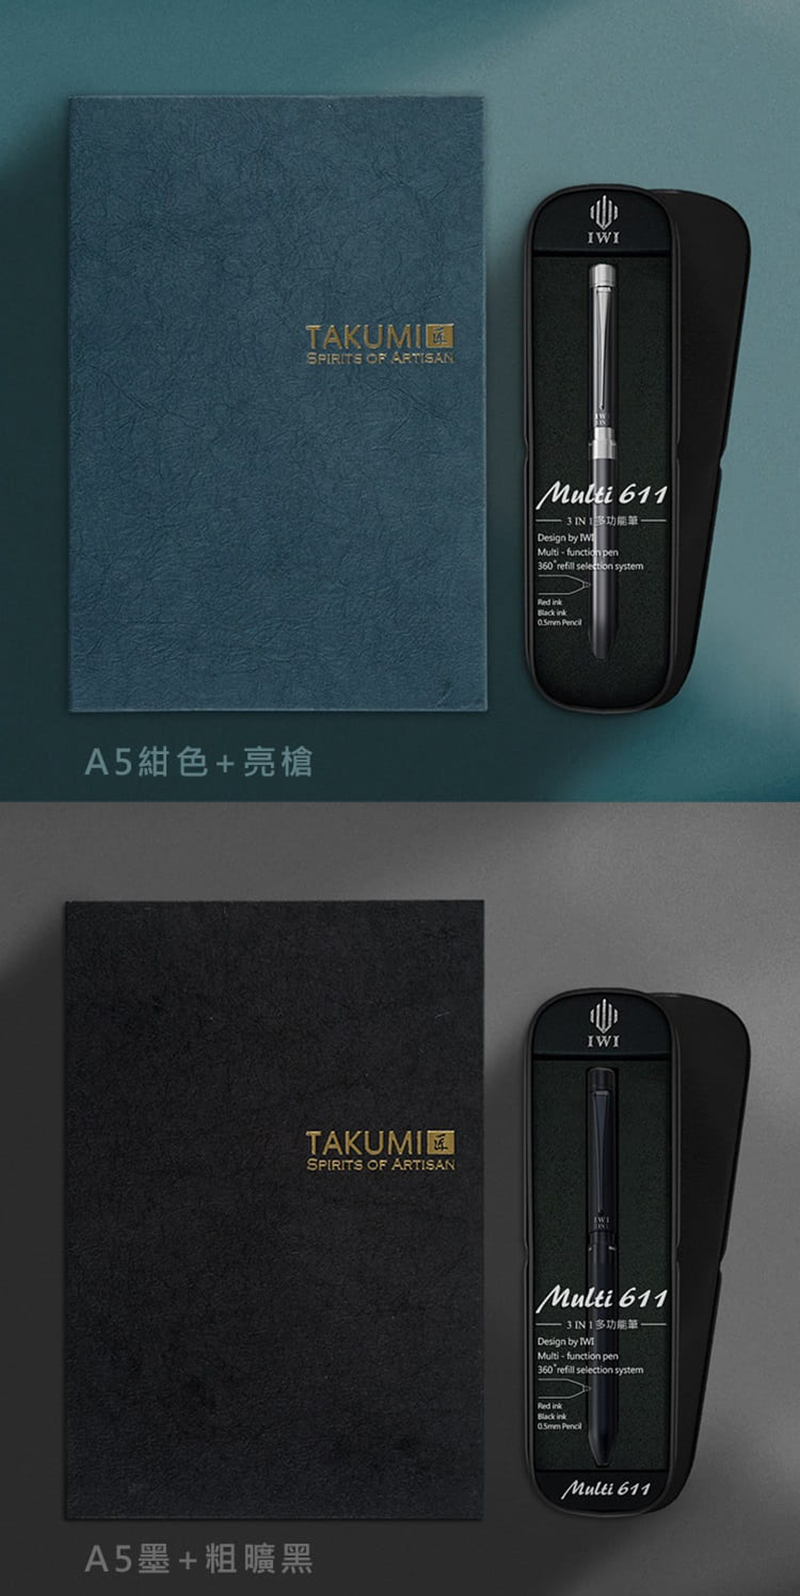 TAKUMI 匠
SPIRITS OF ARTISAN
IWI
IWI
Multi 611
3 IN 1 多功能筆
Design by IWI
Multi - function pen
360°refill selection system
Red ink
Black ink
0.5mm Pencil
A5紺色+亮槍
TAKUMI 匠
SPIRITS OF ARTISAN
IWI
IWI
Multi 611
3 IN 1 多功能筆
Design by IWI
Multi - function pen
360°refill selection system
Red ink
Black ink
0.5mm Pencil
Multi 611
A5墨+粗曠黑